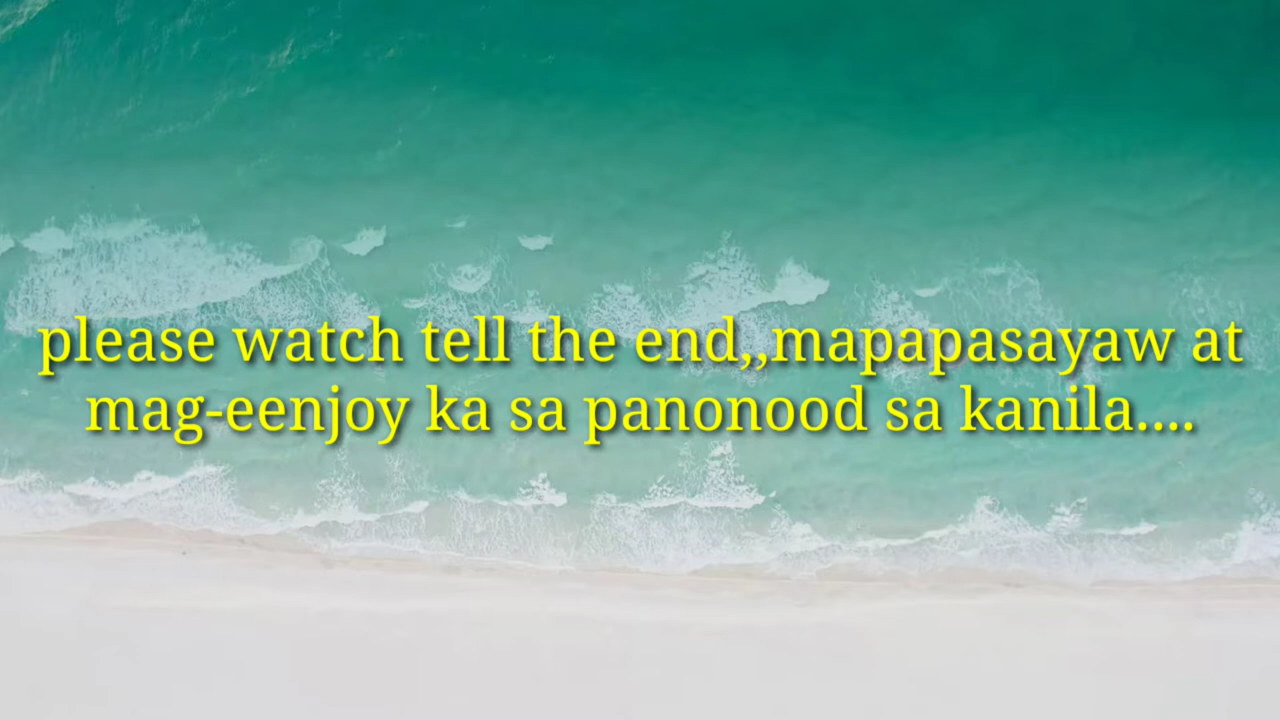 please watch tell the end,,mapapasayaw at
mag-eenjoy ka sa panonood sa kanila....